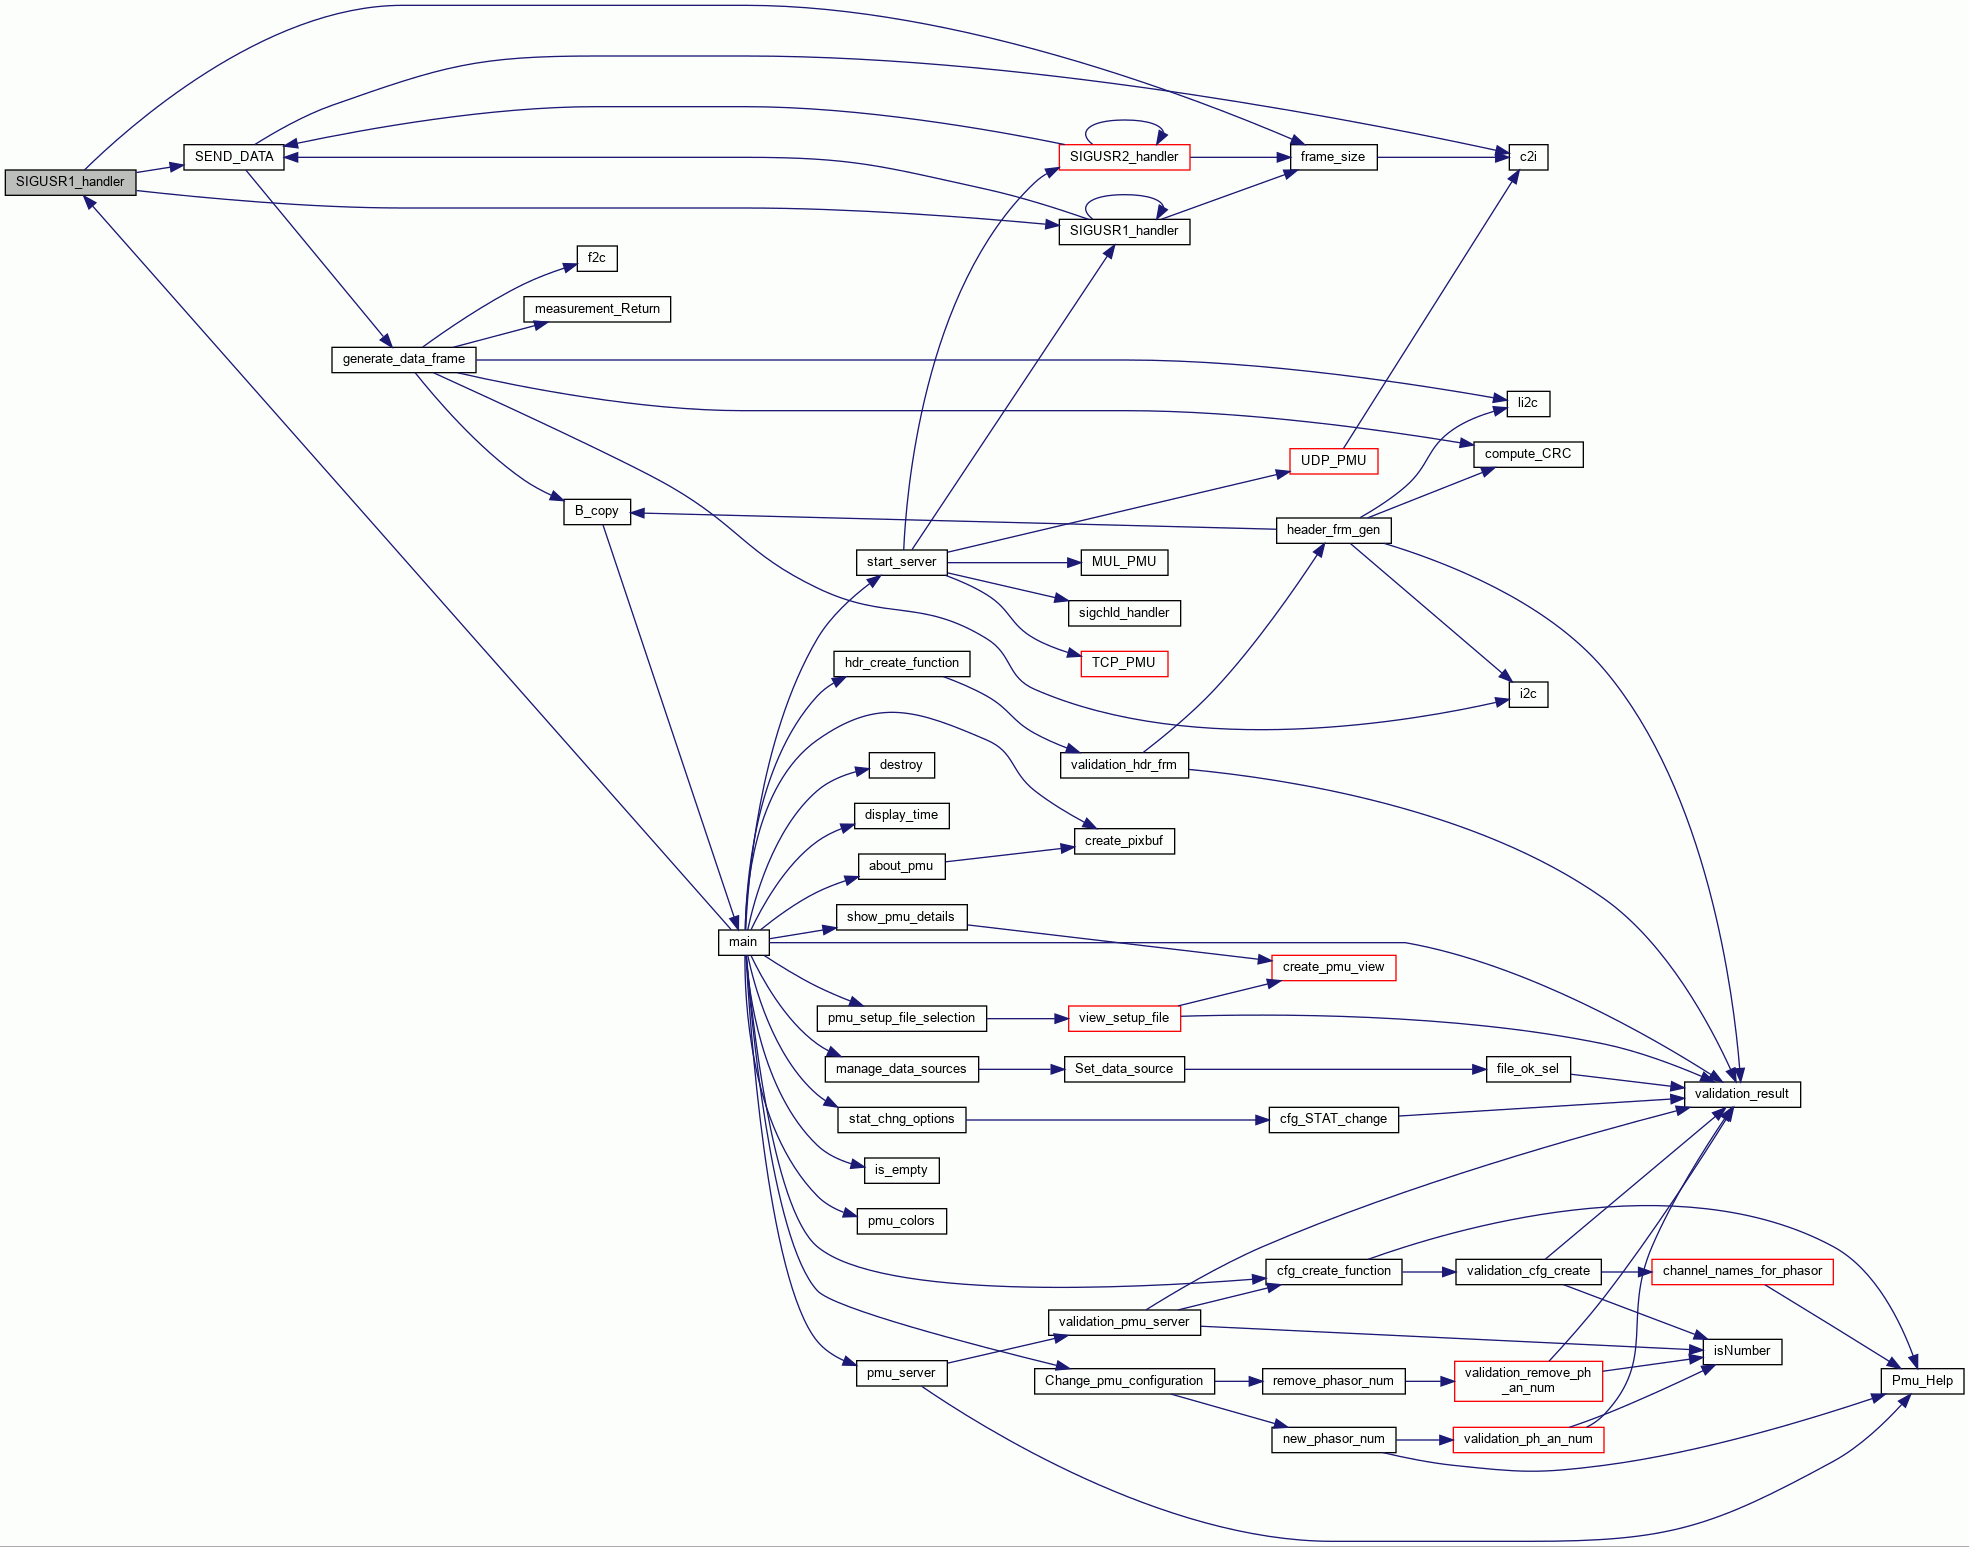 SEND_DATA
SIGUSR2_handler
frame_size
c2i
SIGUSR1_handler
SIGUSR1_handler
f2c
measurement_Return
generate_data_frame
li2c
compute_CRC
UDP_PMU
B_copy
header_frm_gen
start_server
MUL_PMU
sigchld_handler
hdr_create_function
TCP_PMU
i2c
destroy
validation_hdr_frm
display_time
create_pixbuf
about_pmu
show_pmu_details
main
create_pmu_view
pmu_setup_file_selection
view_setup_file
manage_data_sources
Set_data_source
file_ok_sel
validation_result
stat_chng_options
cfg_STAT_change
is_empty
pmu_colors
cfg_create_function
validation_cfg_create
channel_names_for_phasor
validation_pmu_server
isNumber
pmu_server
Change_pmu_configuration
remove_phasor_num
validation_remove_ph
_an_num
Pmu_Help
new_phasor_num
validation_ph_an_num